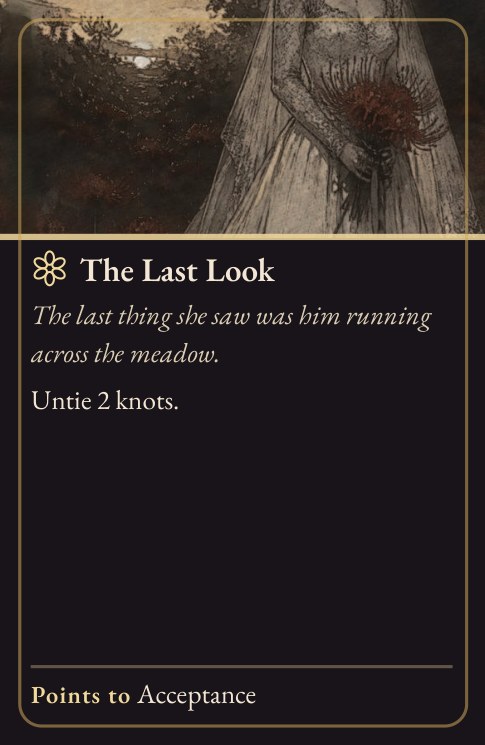 The Last Look
The last thing she saw was him running
across the meadow.
Untie 2 knots.
Points to Acceptance